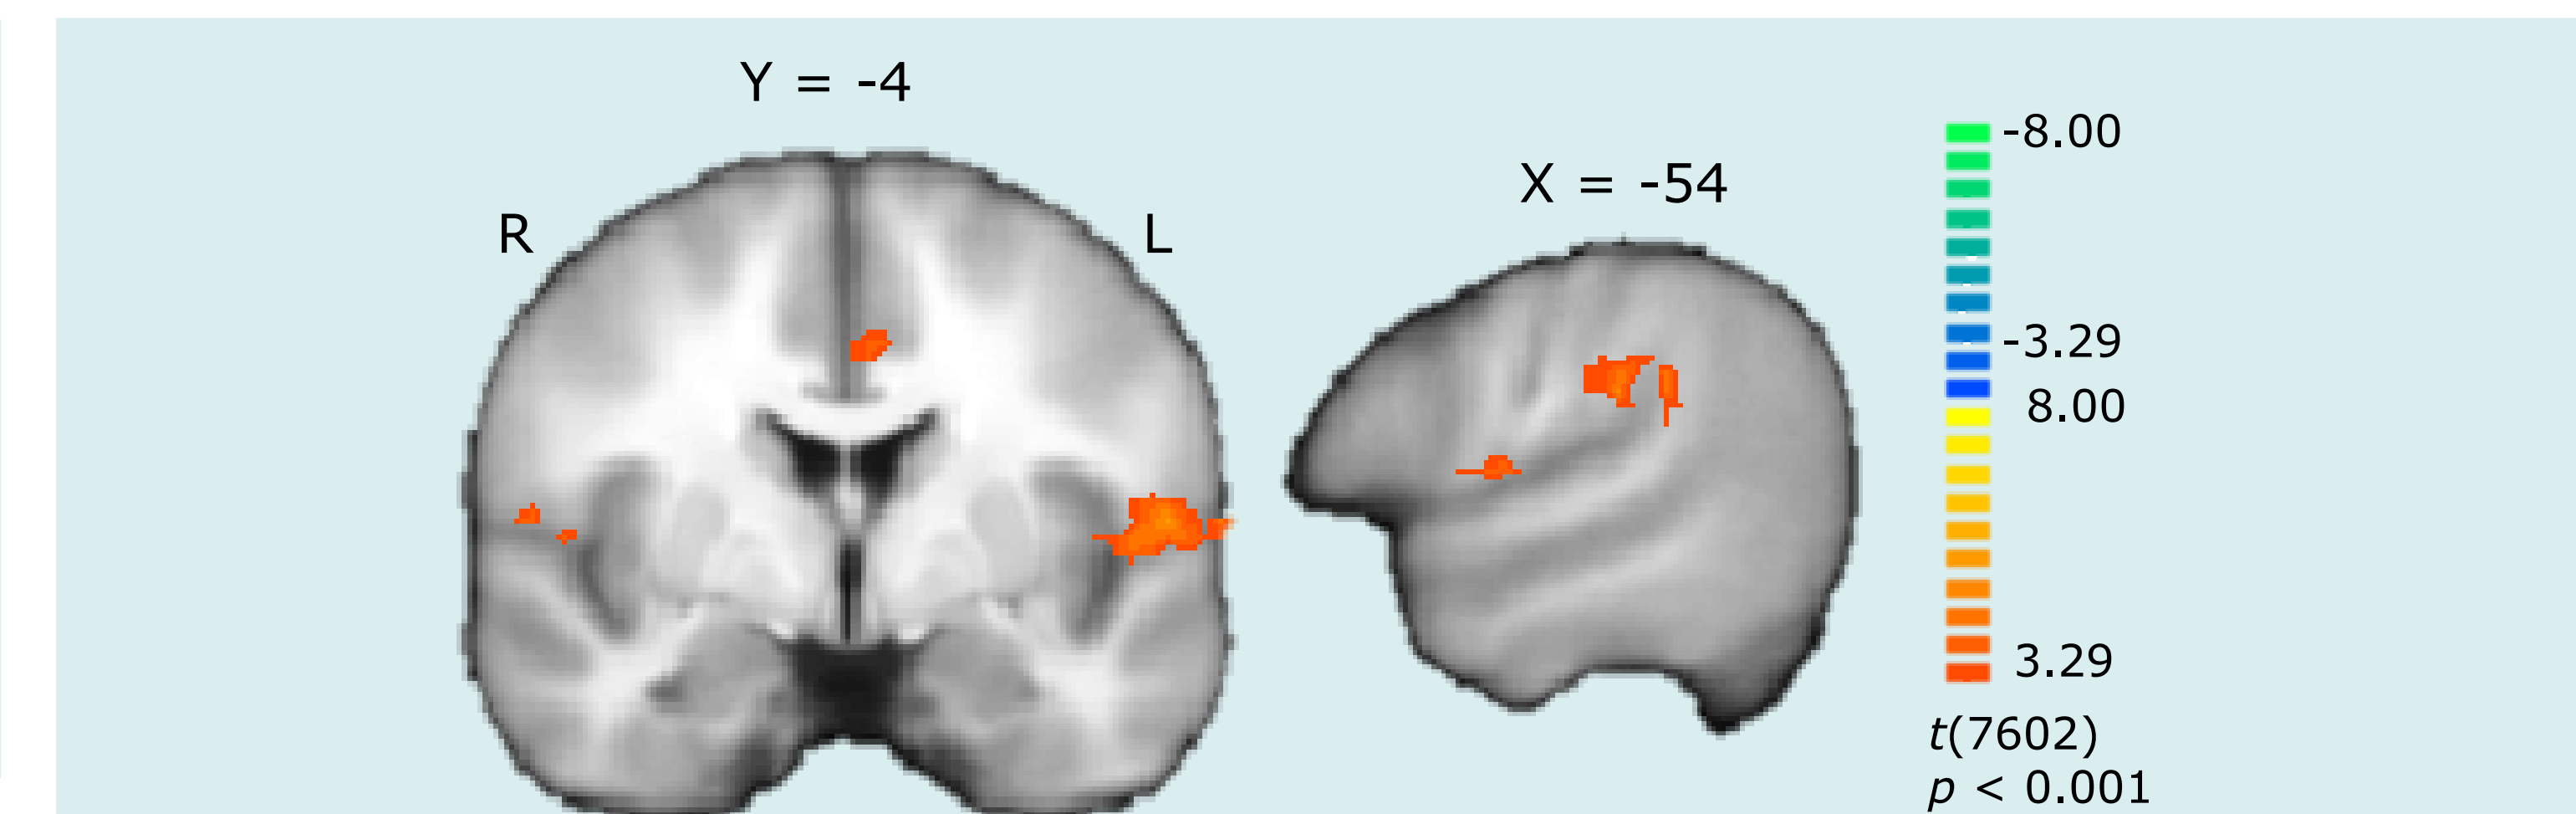 Y = -4
R
L
X = -54
-8.00
-3.29
8.00
3.29
t(7602)
p < 0.001